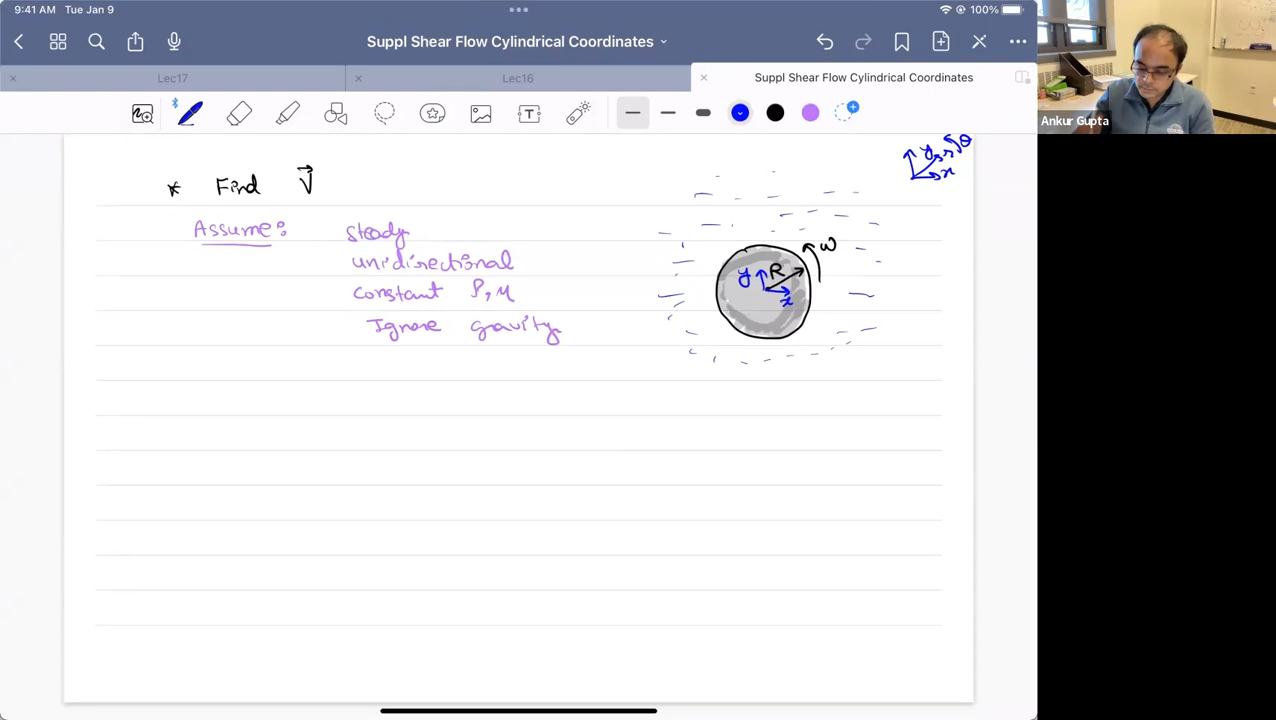 9:41 AM Tue Jan 9
100%
Suppl Shear Flow Cylindrical Coordinates
Lec17
Lec16
Suppl Shear Flow Cylindrical Coordinates
T
Ankur Gupta
y r θ
x
* Find V⃗
Assume: steady
unidirectional
constant ρ, μ
Ignore gravity
ω
y R
x